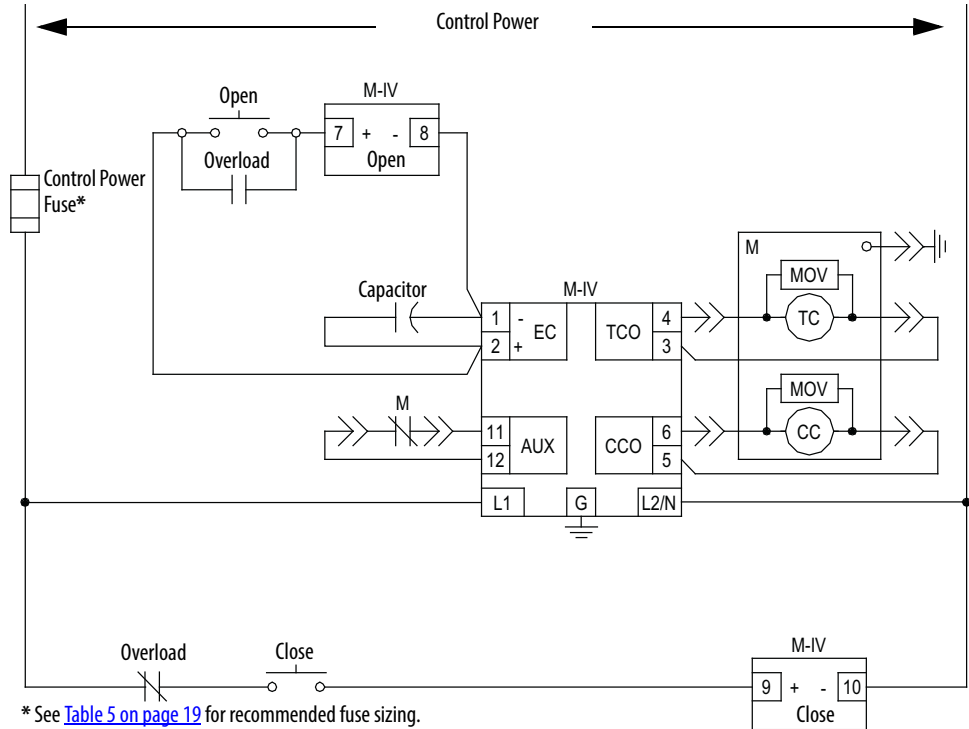 Control Power
M-IV
Open
7 + - 8
Overload
Open
Control Power
Fuse*
M
MOV
Capacitor
M-IV
TC
1 -
EC
TCO
4
2 +
3
MOV
M
CC
11
AUX
CCO
6
12
5
L1
G
L2/N
M-IV
Overload
Close
9 + - 10
Close
* See Table 5 on page 19 for recommended fuse sizing.